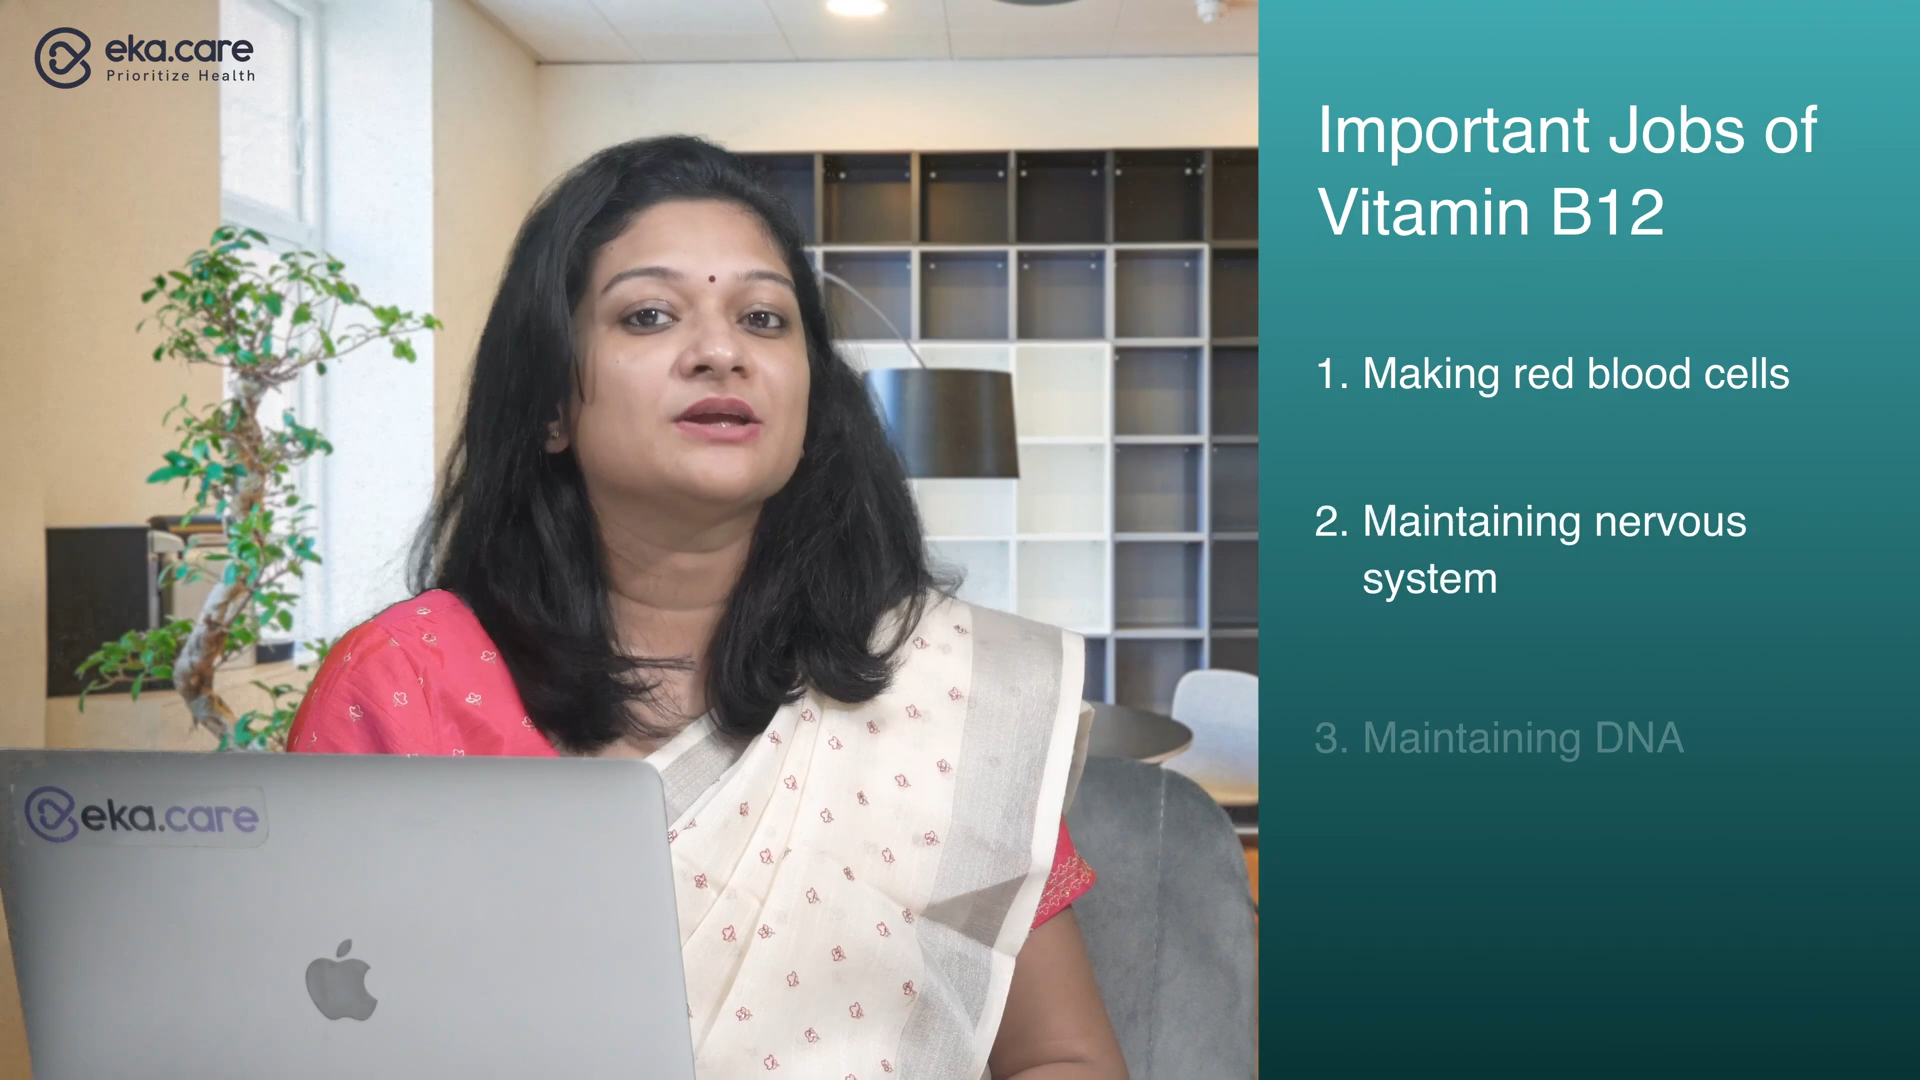 eka.care
Prioritize Health
Important Jobs of
Vitamin B12
1. Making red blood cells
2. Maintaining nervous
system
3. Maintaining DNA
eka.care